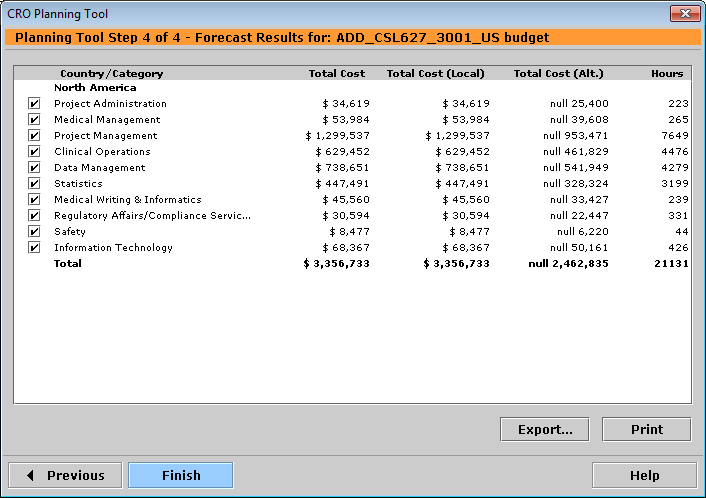 CRO Planning Tool
Planning Tool Step 4 of 4 - Forecast Results for: ADD_CSL627_3001_US budget
Country/Category Total Cost Total Cost (Local) Total Cost (Alt.) Hours
North America
Project Administration $ 34,619 $ 34,619 null 25,400 223
Medical Management $ 53,984 $ 53,984 null 39,608 265
Project Management $ 1,299,537 $ 1,299,537 null 953,471 7649
Clinical Operations $ 629,452 $ 629,452 null 461,829 4476
Data Management $ 738,651 $ 738,651 null 541,949 4279
Statistics $ 447,491 $ 447,491 null 328,324 3199
Medical Writing & Informatics $ 45,560 $ 45,560 null 33,427 239
Regulatory Affairs/Compliance Servic... $ 30,594 $ 30,594 null 22,447 331
Safety $ 8,477 $ 8,477 null 6,220 44
Information Technology $ 68,367 $ 68,367 null 50,161 426
Total $ 3,356,733 $ 3,356,733 null 2,462,835 21131
Export... Print
Previous Finish Help